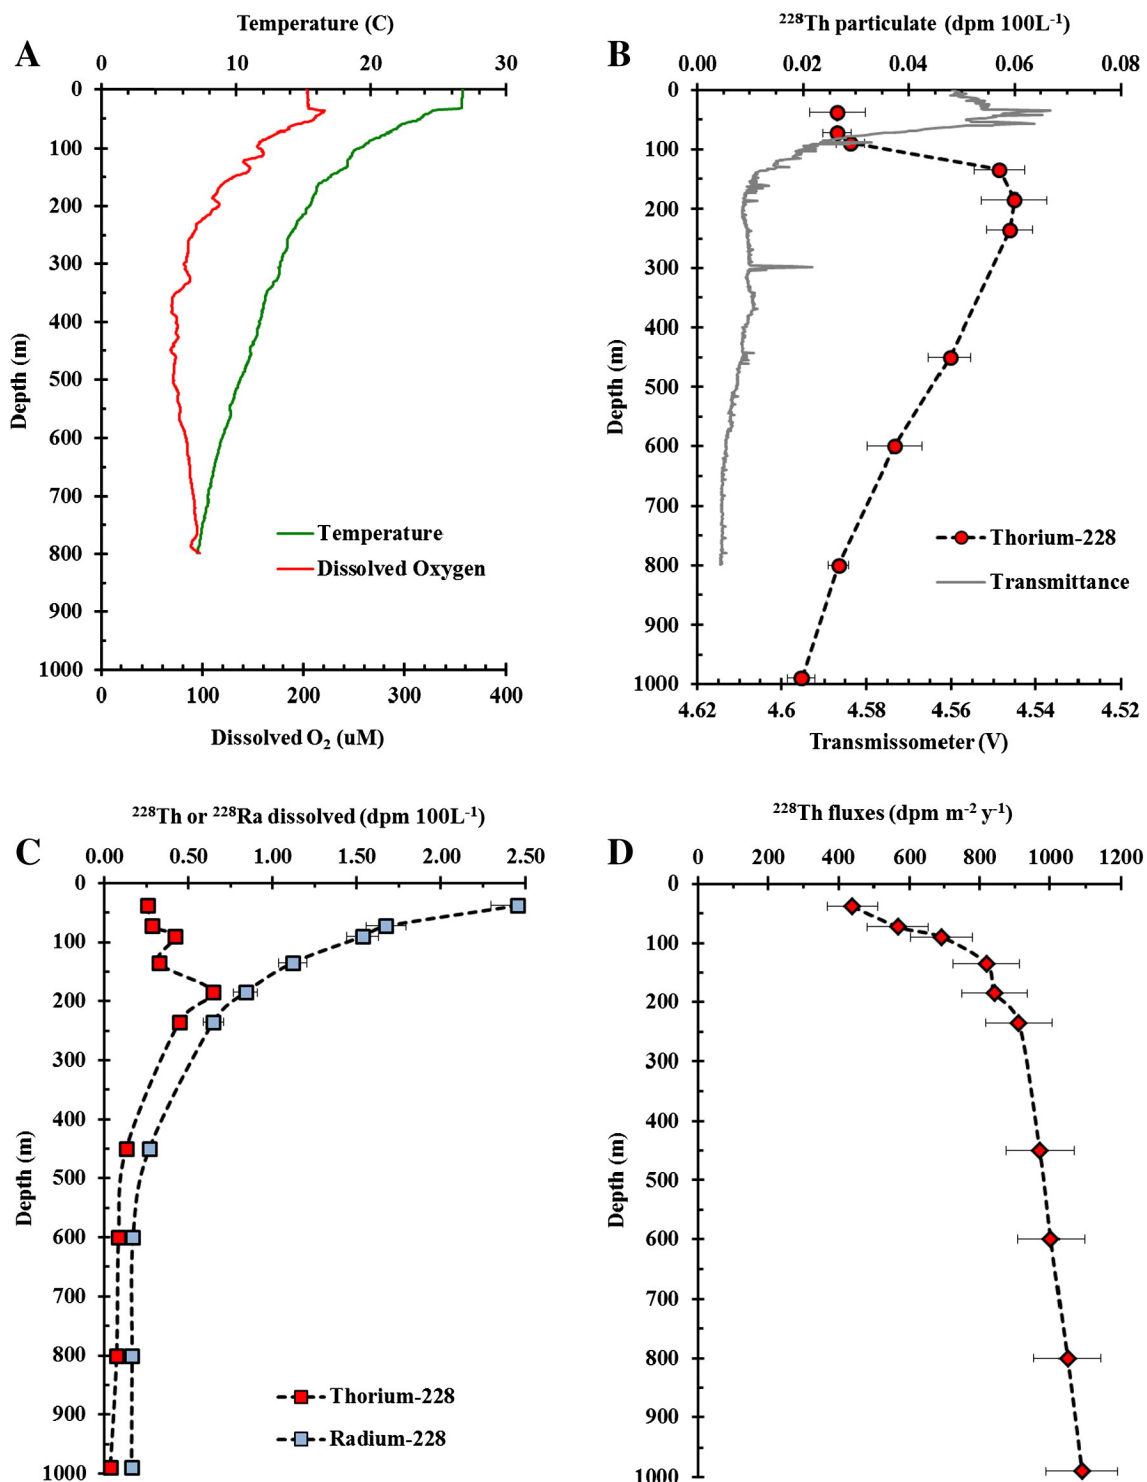 A
Temperature (C)
0 10 20 30
0
100
200
300
400
500
600
700
800
900
1000
Depth (m)
Temperature
Dissolved Oxygen
0 100 200 300 400
Dissolved O₂ (uM)
B
²²⁸Th particulate (dpm 100L⁻¹)
0.00 0.02 0.04 0.06 0.08
0
100
200
300
400
500
600
700
800
900
1000
Depth (m)
Thorium-228
Transmittance
4.62 4.6 4.58 4.56 4.54 4.52
Transmissometer (V)
C
²²⁸Th or ²²⁸Ra dissolved (dpm 100L⁻¹)
0.00 0.50 1.00 1.50 2.00 2.50
0
100
200
300
400
500
600
700
800
900
1000
Depth (m)
Thorium-228
Radium-228
D
²²⁸Th fluxes (dpm m⁻² y⁻¹)
0 200 400 600 800 1000 1200
0
100
200
300
400
500
600
700
800
900
1000
Depth (m)